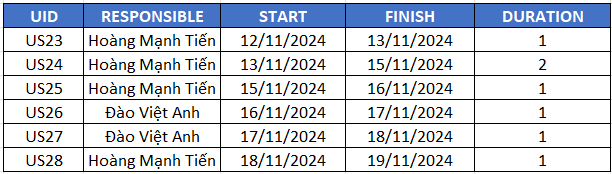 UID RESPONSIBLE START FINISH DURATION
US23 Hoàng Mạnh Tiến 12/11/2024 13/11/2024 1
US24 Hoàng Mạnh Tiến 13/11/2024 15/11/2024 2
US25 Hoàng Mạnh Tiến 15/11/2024 16/11/2024 1
US26 Đào Việt Anh 16/11/2024 17/11/2024 1
US27 Đào Việt Anh 17/11/2024 18/11/2024 1
US28 Hoàng Mạnh Tiến 18/11/2024 19/11/2024 1